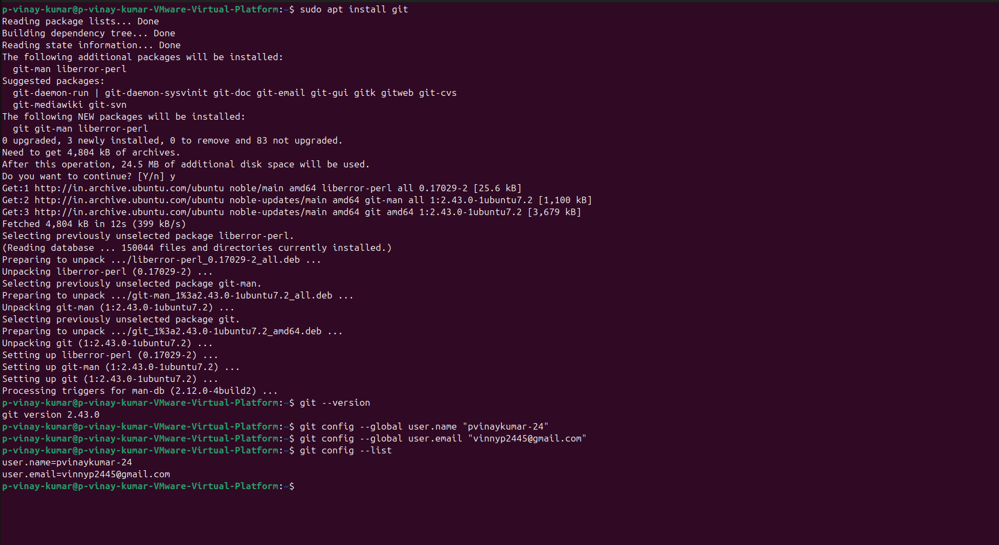 p-vinay-kumar@p-vinay-kumar-VMware-Virtual-Platform:~$ sudo apt install git
Reading package lists... Done
Building dependency tree... Done
Reading state information... Done
The following additional packages will be installed:
  git-man liberror-perl
Suggested packages:
  git-daemon-run | git-daemon-sysvinit git-doc git-email git-gui gitk gitweb git-cvs
  git-mediawiki git-svn
The following NEW packages will be installed:
  git git-man liberror-perl
0 upgraded, 3 newly installed, 0 to remove and 83 not upgraded.
Need to get 4,804 kB of archives.
After this operation, 24.5 MB of additional disk space will be used.
Do you want to continue? [Y/n] y
Get:1 http://in.archive.ubuntu.com/ubuntu noble/main amd64 liberror-perl all 0.17029-2 [25.6 kB]
Get:2 http://in.archive.ubuntu.com/ubuntu noble-updates/main amd64 git-man all 1:2.43.0-1ubuntu7.2 [1,100 kB]
Get:3 http://in.archive.ubuntu.com/ubuntu noble-updates/main amd64 git amd64 1:2.43.0-1ubuntu7.2 [3,679 kB]
Fetched 4,804 kB in 12s (399 kB/s)
Selecting previously unselected package liberror-perl.
(Reading database ... 150044 files and directories currently installed.)
Preparing to unpack .../liberror-perl_0.17029-2_all.deb ...
Unpacking liberror-perl (0.17029-2) ...
Selecting previously unselected package git-man.
Preparing to unpack .../git-man_1%3a2.43.0-1ubuntu7.2_all.deb ...
Unpacking git-man (1:2.43.0-1ubuntu7.2) ...
Selecting previously unselected package git.
Preparing to unpack .../git_1%3a2.43.0-1ubuntu7.2_amd64.deb ...
Unpacking git (1:2.43.0-1ubuntu7.2) ...
Setting up liberror-perl (0.17029-2) ...
Setting up git-man (1:2.43.0-1ubuntu7.2) ...
Setting up git (1:2.43.0-1ubuntu7.2) ...
Processing triggers for man-db (2.12.0-4build2) ...
p-vinay-kumar@p-vinay-kumar-VMware-Virtual-Platform:~$ git --version
git version 2.43.0
p-vinay-kumar@p-vinay-kumar-VMware-Virtual-Platform:~$ git config --global user.name "pvinaykumar-24"
p-vinay-kumar@p-vinay-kumar-VMware-Virtual-Platform:~$ git config --global user.email "vinnyp2445@gmail.com"
p-vinay-kumar@p-vinay-kumar-VMware-Virtual-Platform:~$ git config --list
user.name=pvinaykumar-24
user.email=vinnyp2445@gmail.com
p-vinay-kumar@p-vinay-kumar-VMware-Virtual-Platform:~$